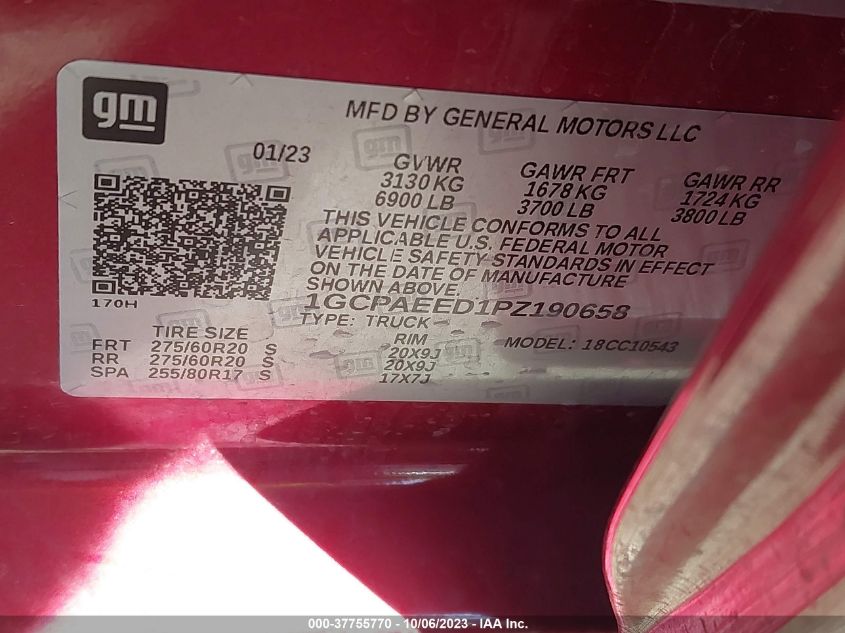 gm
MFD BY GENERAL MOTORS LLC
01/23
GVWR GAWR FRT GAWR RR
3130 KG 1678 KG 1724 KG
6900 LB 3700 LB 3800 LB
THIS VEHICLE CONFORMS TO ALL
APPLICABLE U.S. FEDERAL MOTOR
VEHICLE SAFETY STANDARDS IN EFFECT
ON THE DATE OF MANUFACTURE
SHOWN ABOVE.
170H
1GCPAEED1PZ190658
TYPE: TRUCK
MODEL: 18CC10543
TIRE SIZE RIM
FRT 275/60R20 S 20X9J
RR 275/60R20 S 20X9J
SPA 255/80R17 S 17X7J
000-37755770 - 10/06/2023 - IAA Inc.